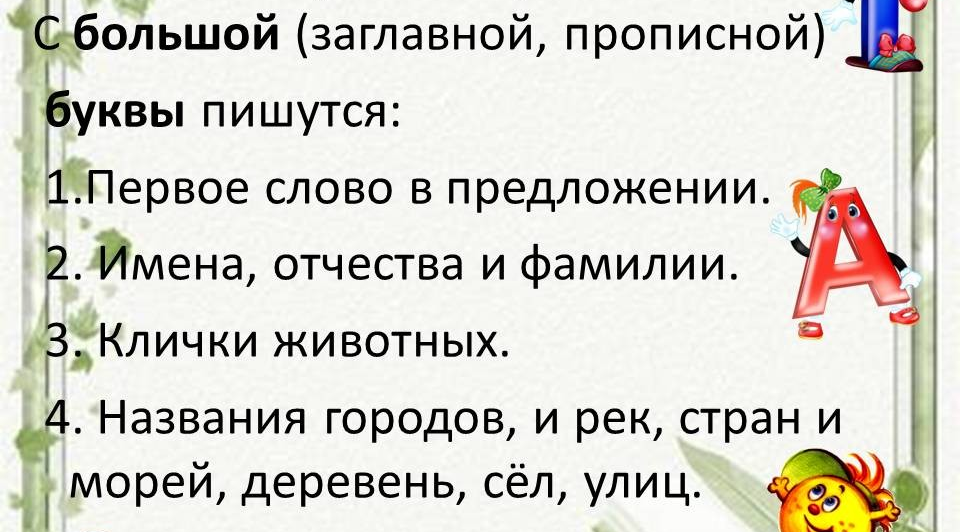 С большой (заглавной, прописной)
буквы пишутся:
1.Первое слово в предложении.
2. Имена, отчества и фамилии.
3. Клички животных.
4. Названия городов, и рек, стран и
морей, деревень, сёл, улиц.